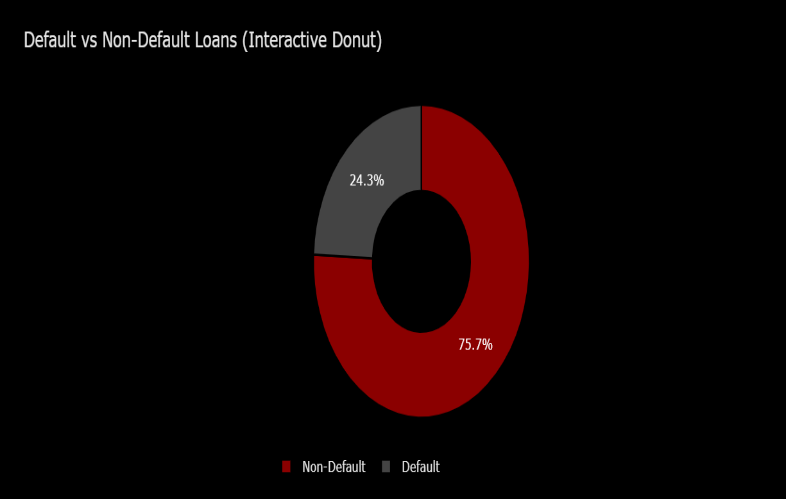 Default vs Non-Default Loans (Interactive Donut)
24.3%
75.7%
Non-Default Default